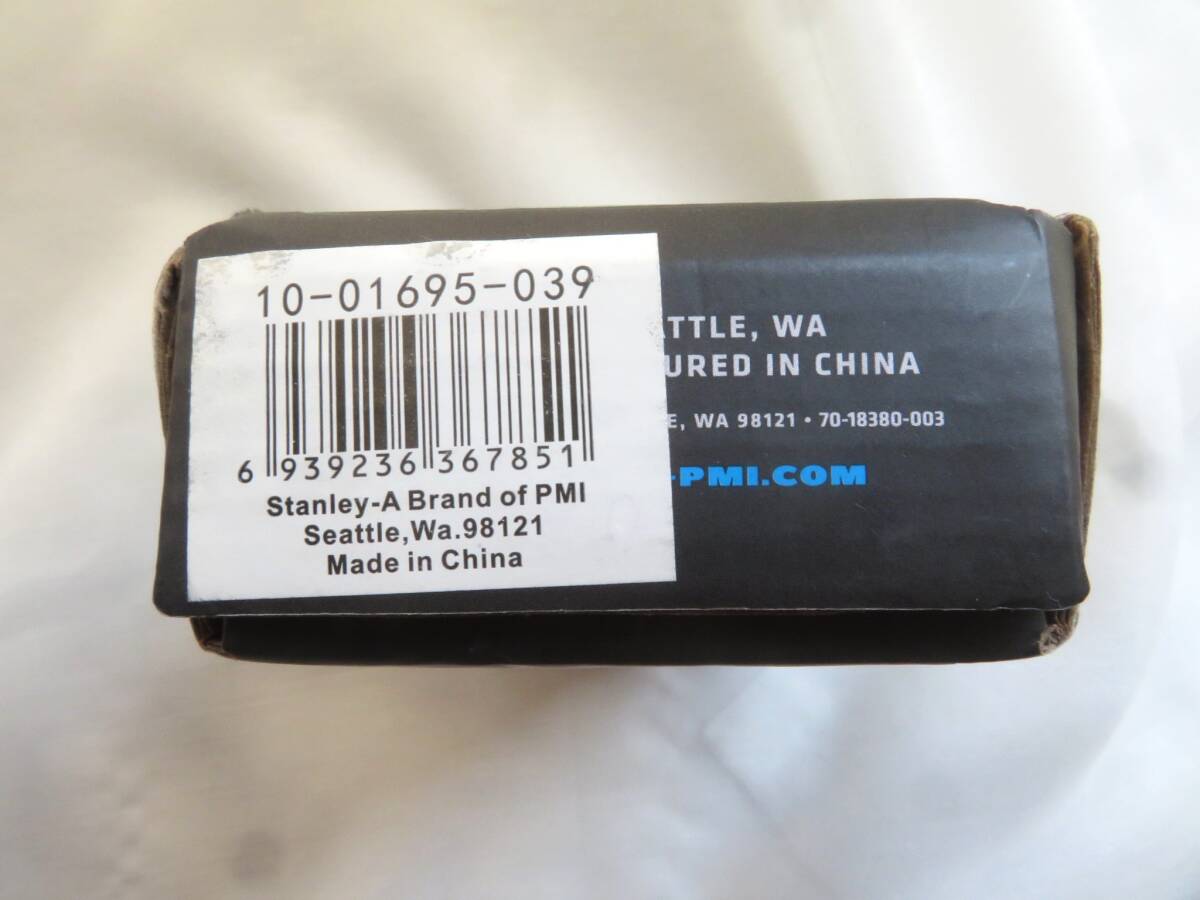 10-01695-039
6 939236 367851
Stanley-A Brand of PMI
Seattle,Wa.98121
Made in China
ATTLE, WA
URED IN CHINA
E, WA 98121 • 70-18380-003
-PMI.COM